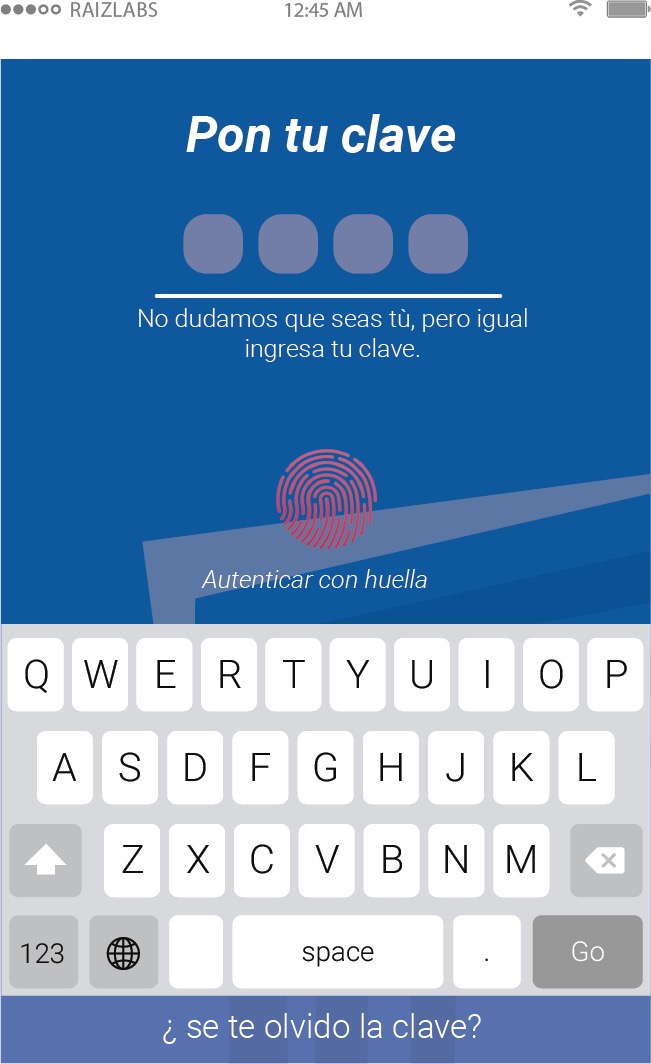 RAIZLABS 12:45 AM
Pon tu clave
No dudamos que seas tù, pero igual
ingresa tu clave.
Autenticar con huella
Q W E R T Y U I O P
A S D F G H J K L
Z X C V B N M
123 space . Go
¿ se te olvido la clave?